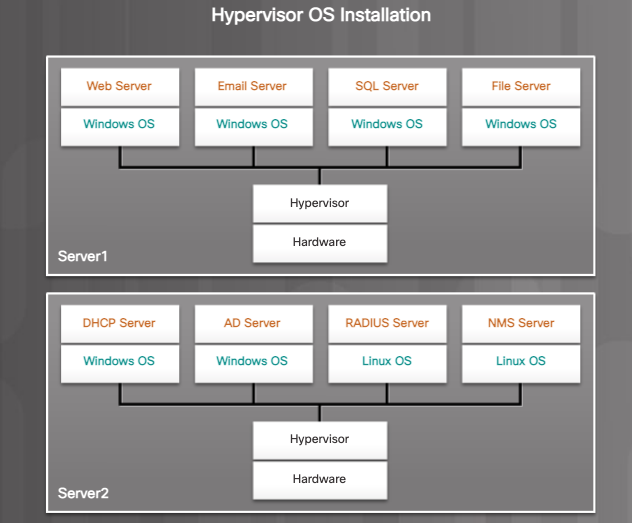 Hypervisor OS Installation
Web Server
Email Server
SQL Server
File Server
Windows OS
Windows OS
Windows OS
Windows OS
Hypervisor
Hardware
Server1
DHCP Server
AD Server
RADIUS Server
NMS Server
Windows OS
Windows OS
Linux OS
Linux OS
Hypervisor
Hardware
Server2